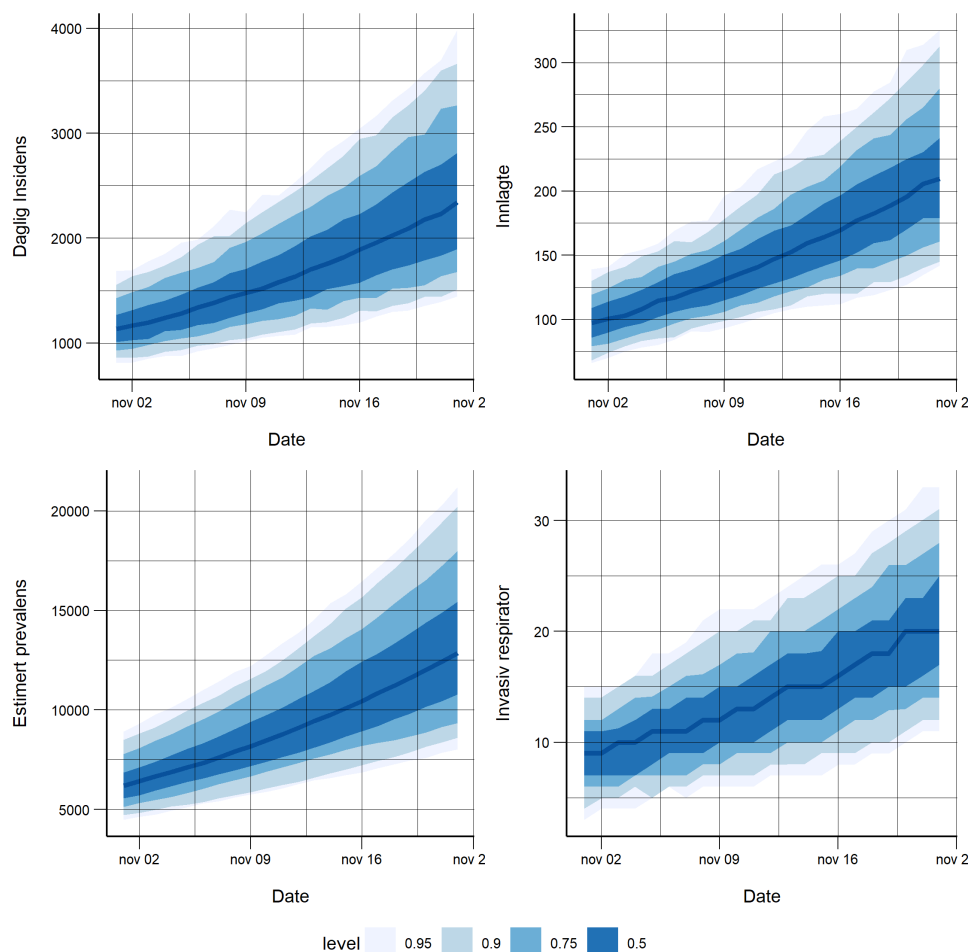 4000
3000
2000
1000
Daglig Insidens
nov 02
nov 09
nov 16
nov 2
Date
300
250
200
150
100
Innlagte
nov 02
nov 09
nov 16
nov 2
Date
20000
15000
10000
5000
Estimert prevalens
nov 02
nov 09
nov 16
nov 2
Date
30
20
10
Invasiv respirator
nov 02
nov 09
nov 16
nov 2
Date
level 0.95 0.9 0.75 0.5